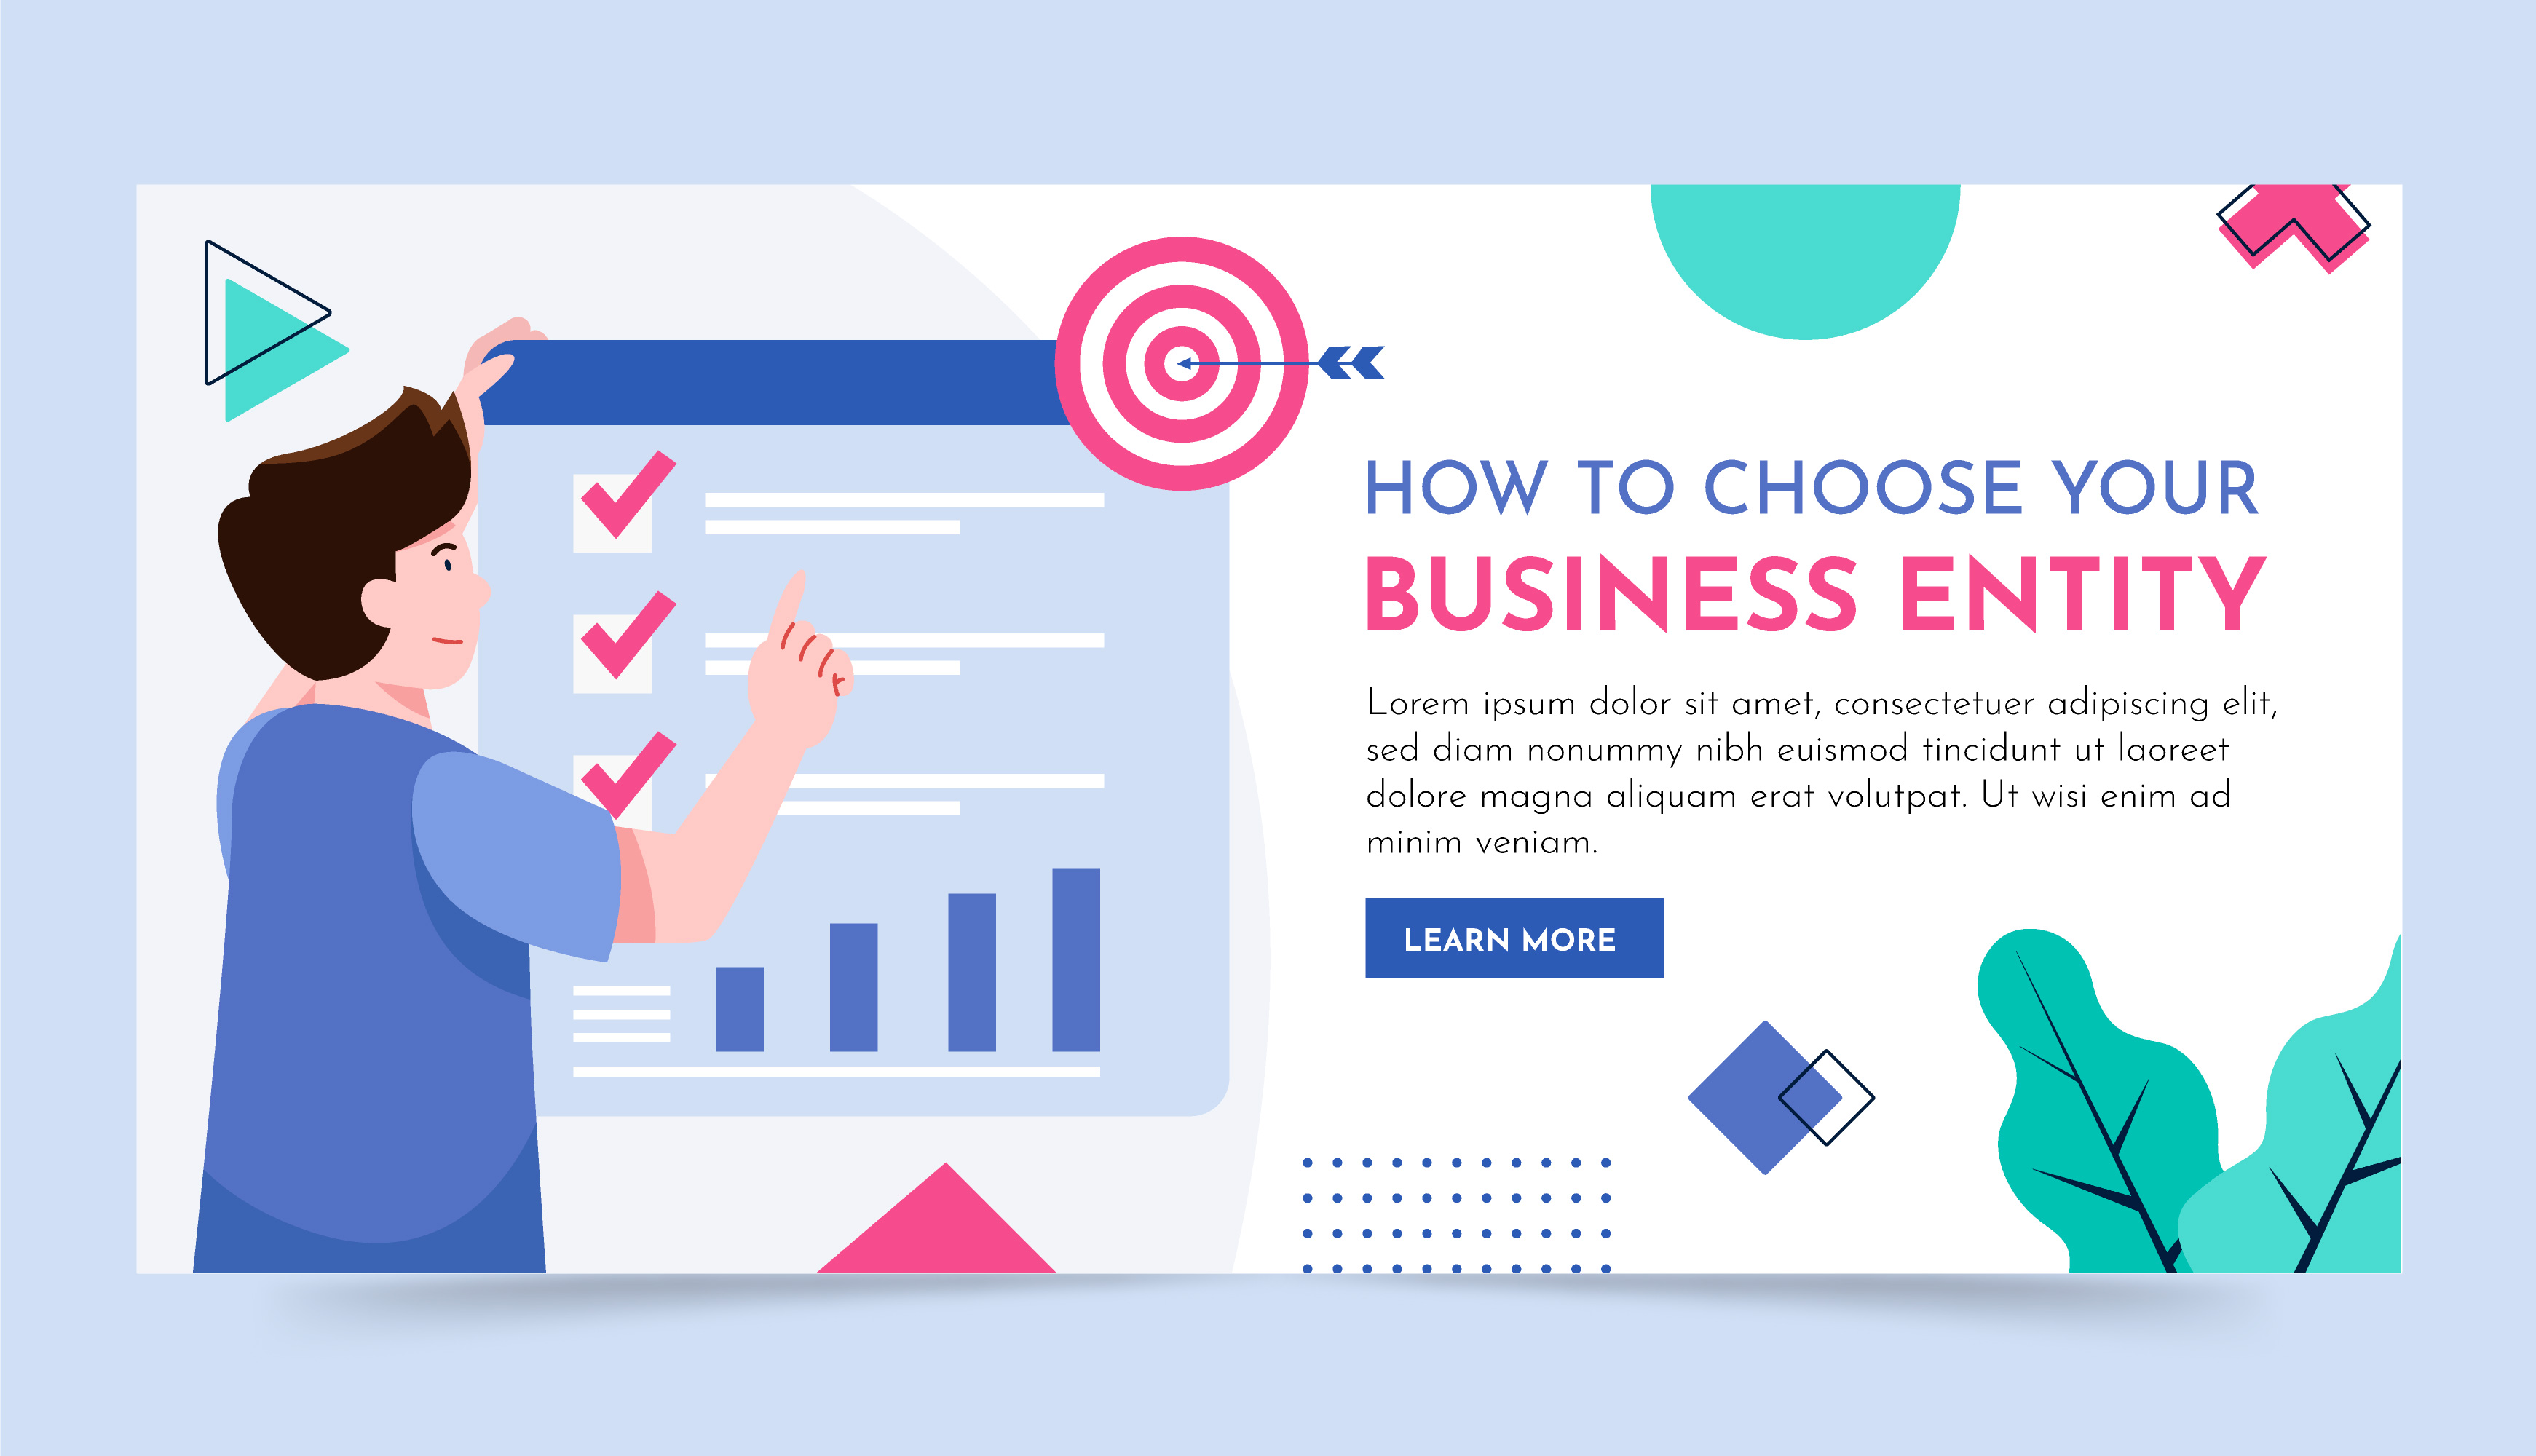 HOW TO CHOOSE YOUR
BUSINESS ENTITY
Lorem ipsum dolor sit amet, consectetuer adipiscing elit,
sed diam nonummy nibh euismod tincidunt ut laoreet
dolore magna aliquam erat volutpat. Ut wisi enim ad
minim veniam.
LEARN MORE